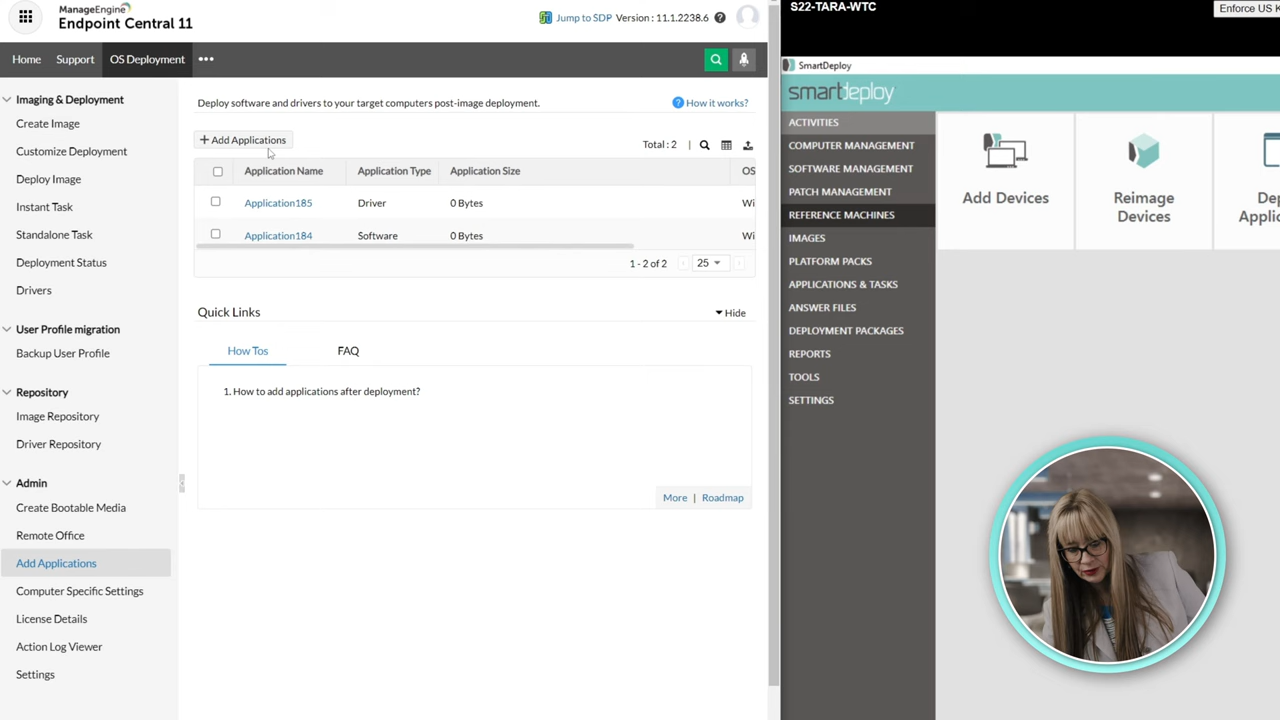 ManageEngine
Endpoint Central 11
Jump to SDP
Version : 11.1.2238.6
Home
Support
OS Deployment
Imaging & Deployment
Create Image
Customize Deployment
Deploy Image
Instant Task
Standalone Task
Deployment Status
Drivers
User Profile migration
Backup User Profile
Repository
Image Repository
Driver Repository
Admin
Create Bootable Media
Remote Office
Add Applications
Computer Specific Settings
License Details
Action Log Viewer
Settings
Deploy software and drivers to your target computers post-image deployment.
? How it works?
+ Add Applications
Total : 2
Application Name Application Type Application Size OS
Application185 Driver 0 Bytes Wi
Application184 Software 0 Bytes Wi
1 - 2 of 2
25
Quick Links
Hide
How Tos
FAQ
1. How to add applications after deployment?
More | Roadmap
S22-TARA-WTC
Enforce US K
SmartDeploy
smartdeploy
ACTIVITIES
COMPUTER MANAGEMENT
SOFTWARE MANAGEMENT
PATCH MANAGEMENT
REFERENCE MACHINES
IMAGES
PLATFORM PACKS
APPLICATIONS & TASKS
ANSWER FILES
DEPLOYMENT PACKAGES
REPORTS
TOOLS
SETTINGS
Add Devices
Reimage
Devices
Dep
Applic